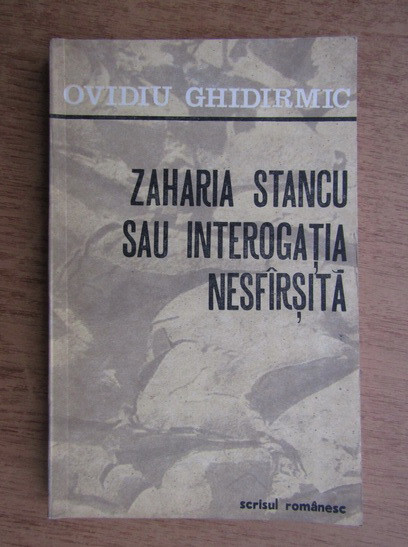 OVIDIU GHIDIRMIC
ZAHARIA STANCU
SAU INTEROGAȚIA
NESFÎRȘITĂ
scrisul românesc